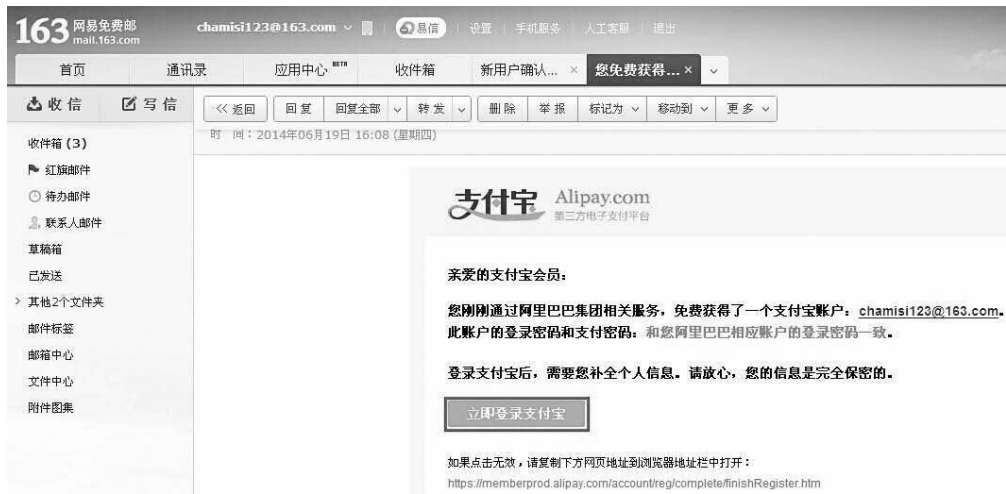 163 网易免费邮 mail.163.com chamisi123@163.com 易信 设置 手机服务 人工客服 退出
首页 通讯录 应用中心 BETA 收件箱 新用户确认... × 您免费获得... ×
收信 写信 << 返回 回复 回复全部 转发 删除 举报 标记为 移动到 更多
时 间：2014年06月19日 16:08 (星期四)
收件箱 (3)
红旗邮件
待办邮件
联系人邮件
草稿箱
已发送
其他2个文件夹
邮件标签
邮箱中心
文件中心
附件图集
支付宝 Alipay.com
第三方电子支付平台
亲爱的支付宝会员：
您刚刚通过阿里巴巴集团相关服务，免费获得了一个支付宝账户：chamisi123@163.com。
此账户的登录密码和支付密码：和您阿里巴巴相应账户的登录密码一致。
登录支付宝后，需要您补全个人信息。请放心，您的信息是完全保密的。
立即登录支付宝
如果点击无效，请复制下方网页地址到浏览器地址栏中打开：
https://memberprod.alipay.com/account/reg/complete/finishRegister.htm